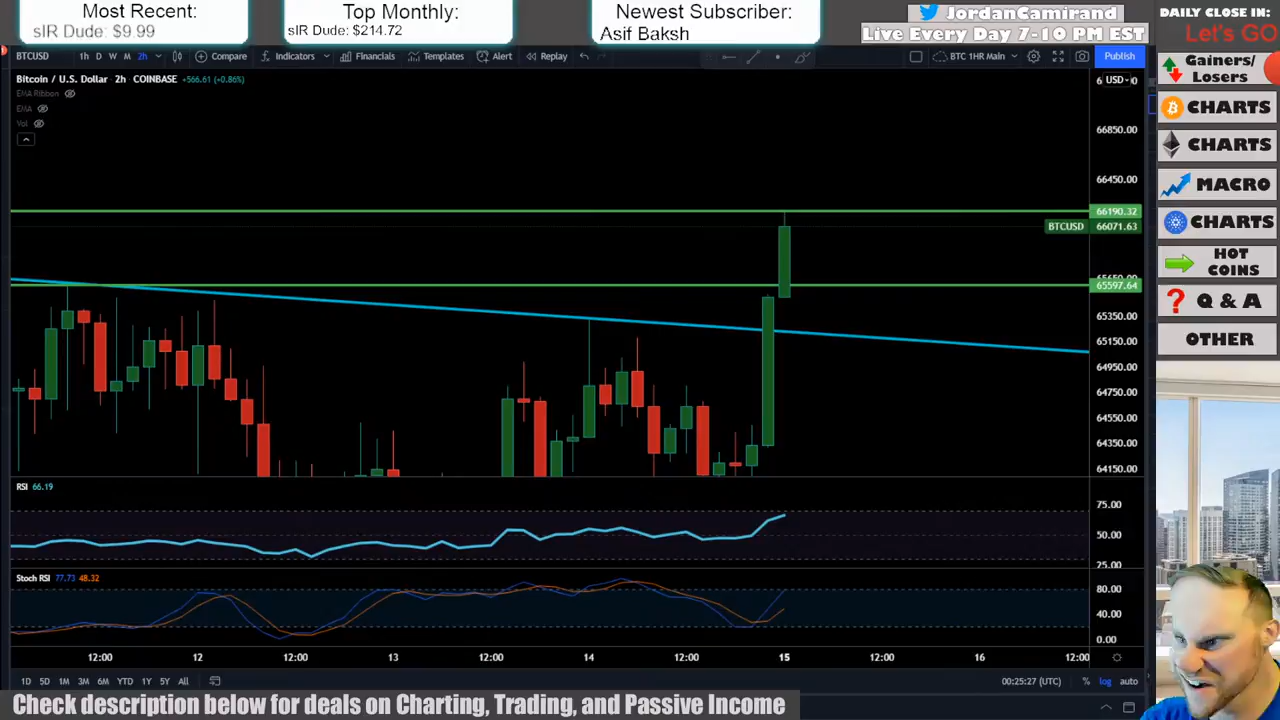 Most Recent:
sIR Dude: $9.99
Top Monthly:
sIR Dude: $214.72
Newest Subscriber:
Asif Baksh
JordanCamirand
Live Every Day 7-10 PM EST
DAILY CLOSE IN:
Let's GO
BTCUSD 1h D W M 2h Compare Indicators Financials Templates Alert Replay BTC 1HR Main Publish
Bitcoin / U.S. Dollar 2h COINBASE +566.61 (+0.86%)
EMA Ribbon
EMA
Vol
USD
66850.00
66450.00
66190.32
BTCUSD 66071.63
65597.64
65350.00
65150.00
64950.00
64750.00
64550.00
64350.00
64150.00
RSI 66.19
75.00
50.00
25.00
Stoch RSI 77.73 48.32
80.00
40.00
0.00
12:00 12 12:00 13 12:00 14 12:00 15 12:00 16 12:00
1D 5D 1M 3M 6M YTD 1Y 5Y All 00:25:27 (UTC) % log auto
Gainers/
Losers
CHARTS
CHARTS
MACRO
CHARTS
HOT
COINS
? Q & A
OTHER
Check description below for deals on Charting, Trading, and Passive Income